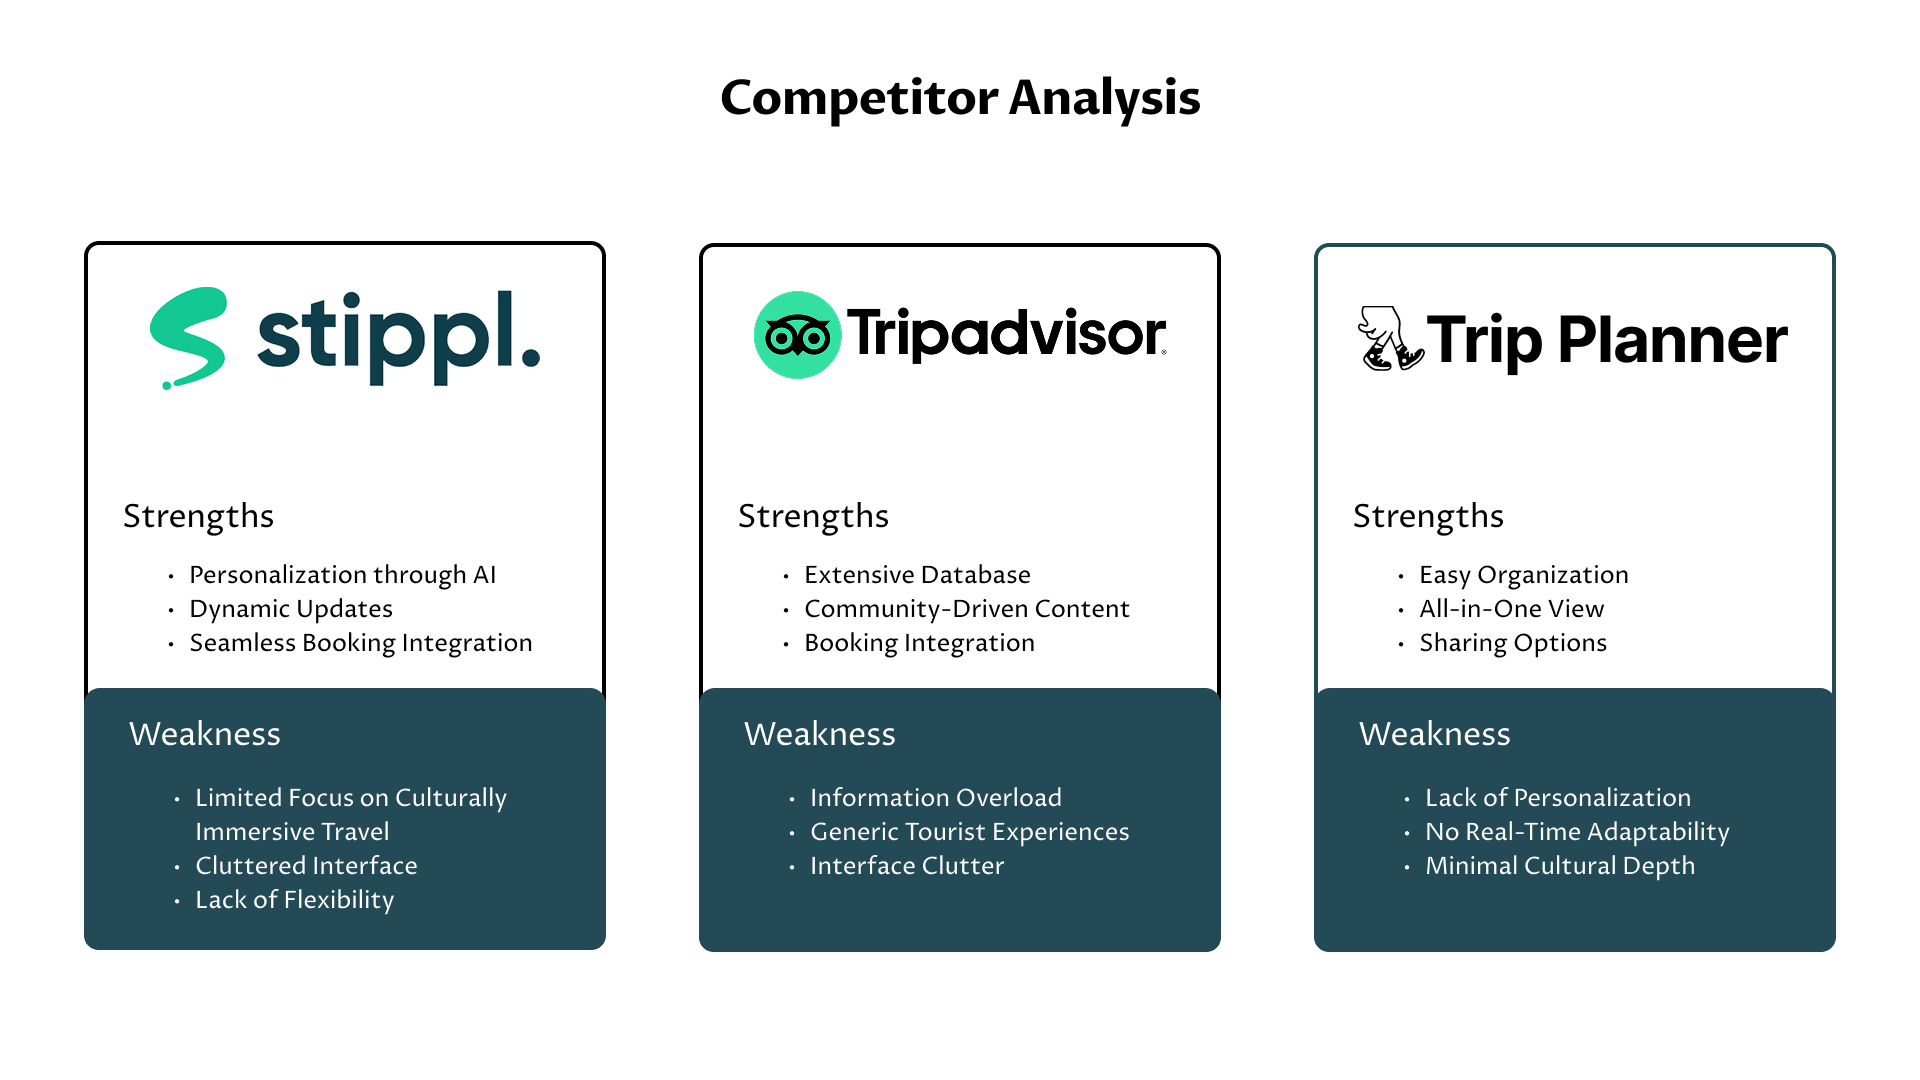 Competitor Analysis
stippl.
Strengths
• Personalization through AI
• Dynamic Updates
• Seamless Booking Integration
Weakness
• Limited Focus on Culturally
Immersive Travel
• Cluttered Interface
• Lack of Flexibility
Tripadvisor®
Strengths
• Extensive Database
• Community-Driven Content
• Booking Integration
Weakness
• Information Overload
• Generic Tourist Experiences
• Interface Clutter
Trip Planner
Strengths
• Easy Organization
• All-in-One View
• Sharing Options
Weakness
• Lack of Personalization
• No Real-Time Adaptability
• Minimal Cultural Depth